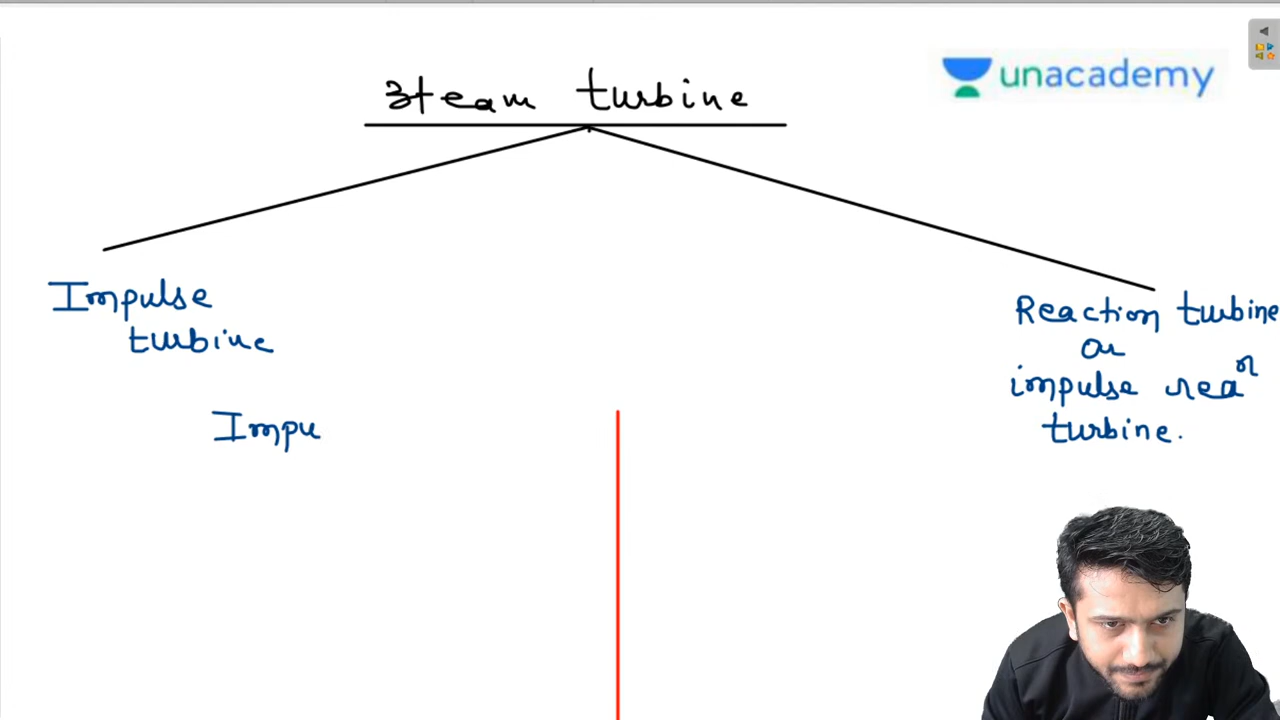 Steam turbine
unacademy
Impulse
turbine
Reaction turbine
or
impulse reaⁿ
turbine.
Impu